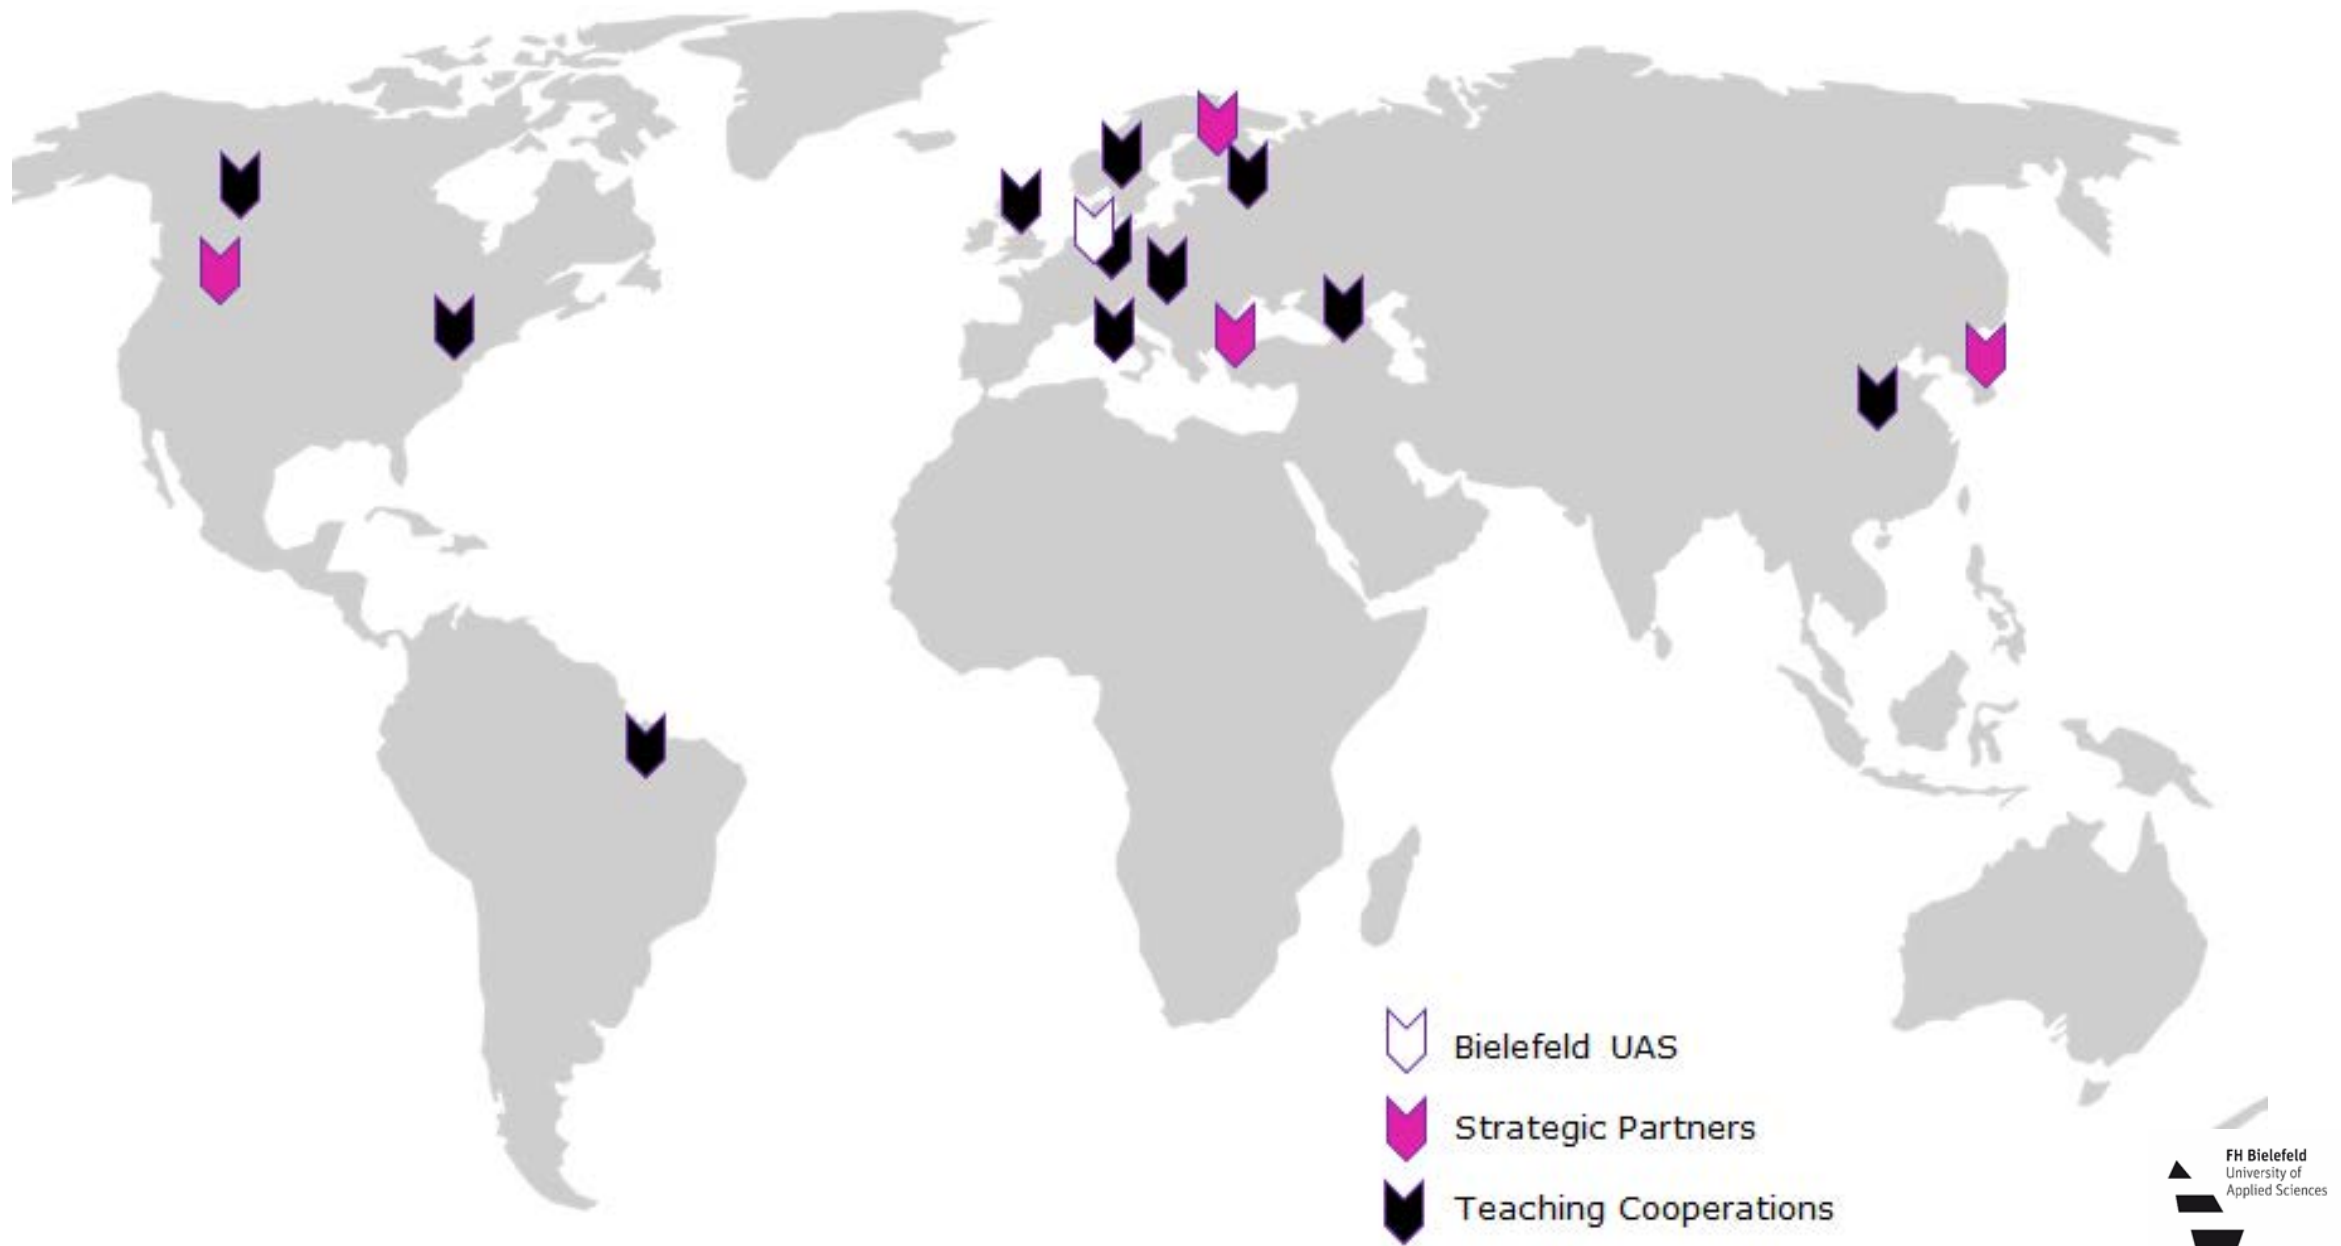 Bielefeld UAS
Strategic Partners
Teaching Cooperations
FH Bielefeld
University of
Applied Sciences